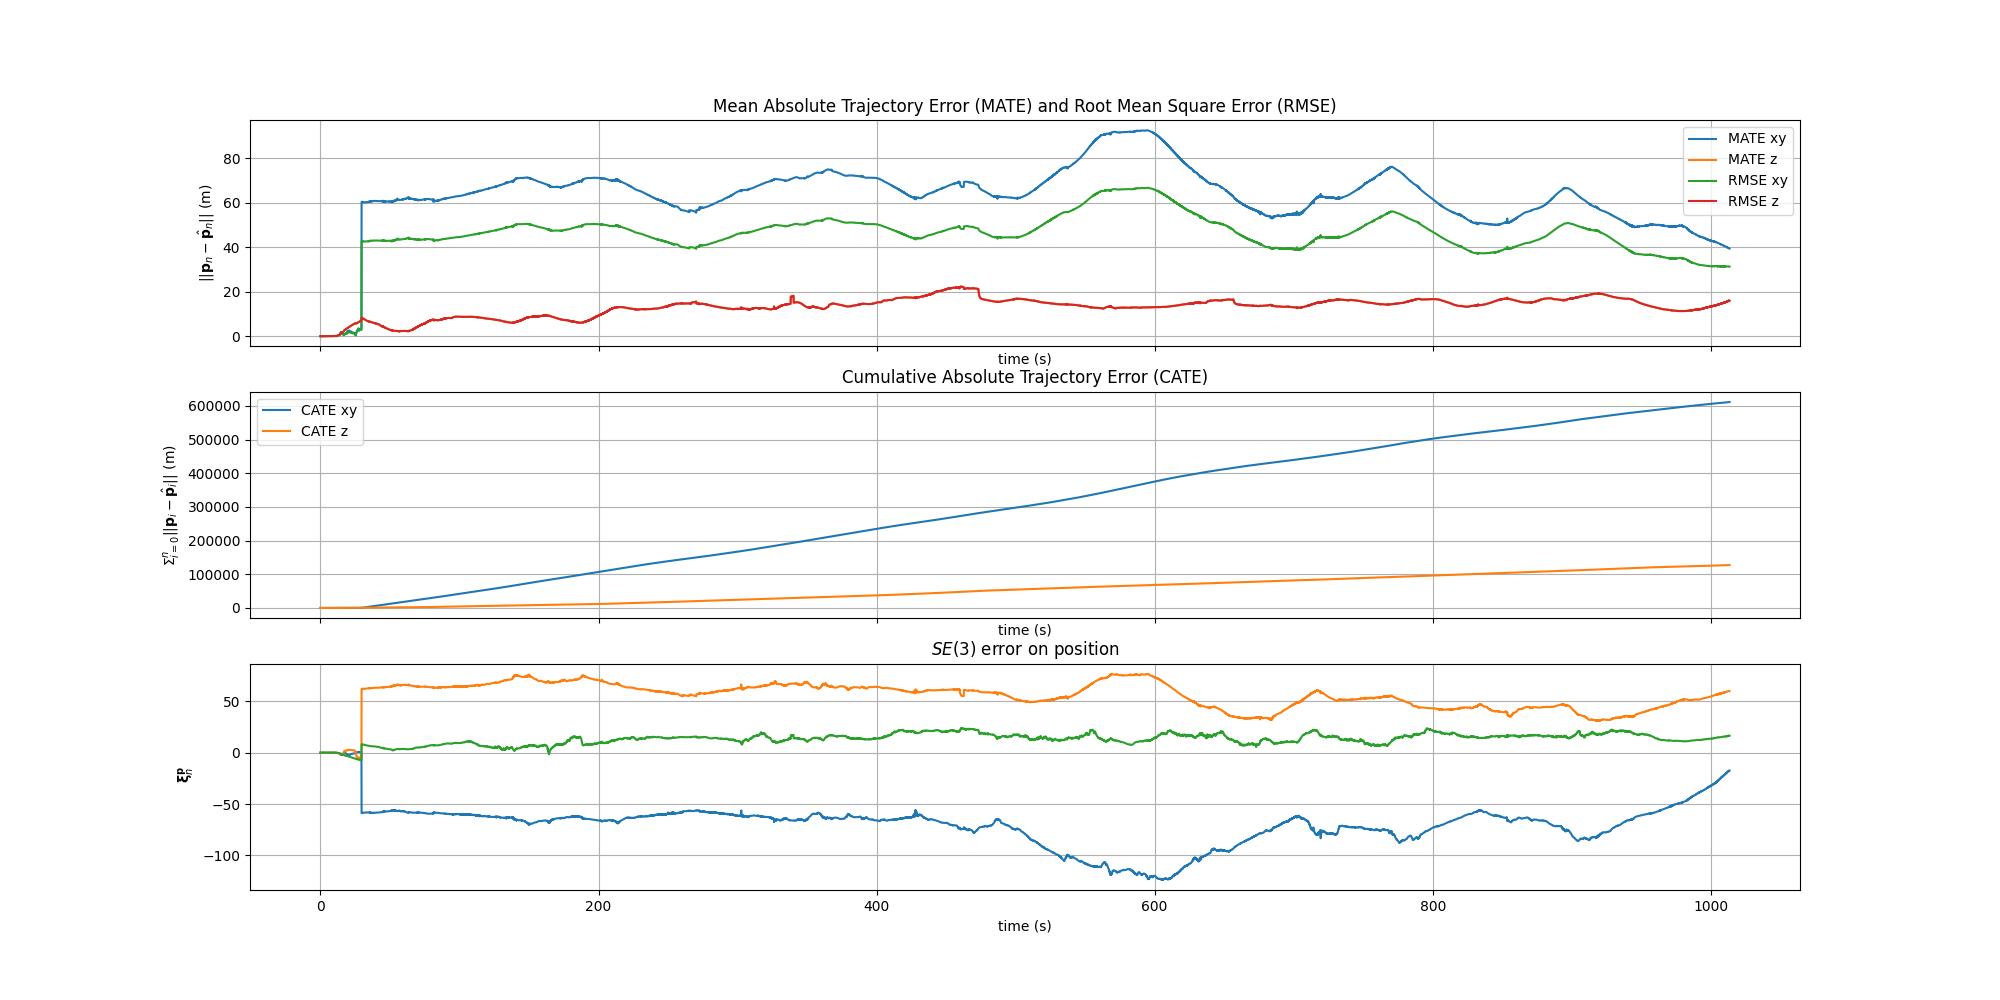 Mean Absolute Trajectory Error (MATE) and Root Mean Square Error (RMSE)
||𝐩ₙ − 𝐩̂ₙ|| (m)
80
60
40
20
0
MATE xy
MATE z
RMSE xy
RMSE z
time (s)
Cumulative Absolute Trajectory Error (CATE)
Σⁿᵢ₌₀||𝐩ᵢ − 𝐩̂ᵢ|| (m)
600000
500000
400000
300000
200000
100000
0
CATE xy
CATE z
time (s)
SE(3) error on position
𝛏ₙᵖ
50
0
−50
−100
0 200 400 600 800 1000
time (s)